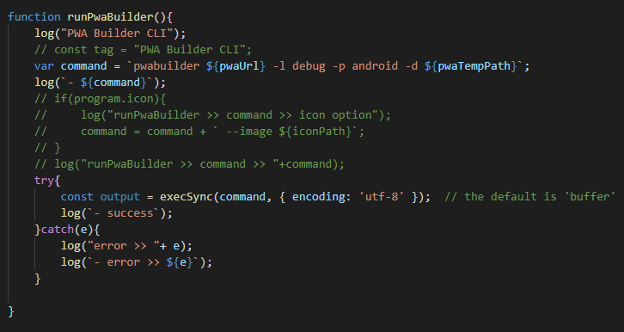 function runPwaBuilder(){
    log("PWA Builder CLI");
    // const tag = "PWA Builder CLI";
    var command = `pwabuilder ${pwaUrl} -l debug -p android -d ${pwaTempPath}`;
    log(`- ${command}`);
    // if(program.icon){
    //     log("runPwaBuilder >> command >> icon option");
    //     command = command + ` --image ${iconPath}`;
    // }
    // log("runPwaBuilder >> command >> "+command);
    try{
        const output = execSync(command, { encoding: 'utf-8' });  // the default is 'buffer'
        log(`- success`);
    }catch(e){
        log("error >> "+ e);
        log(`- error >> ${e}`);
    }
}